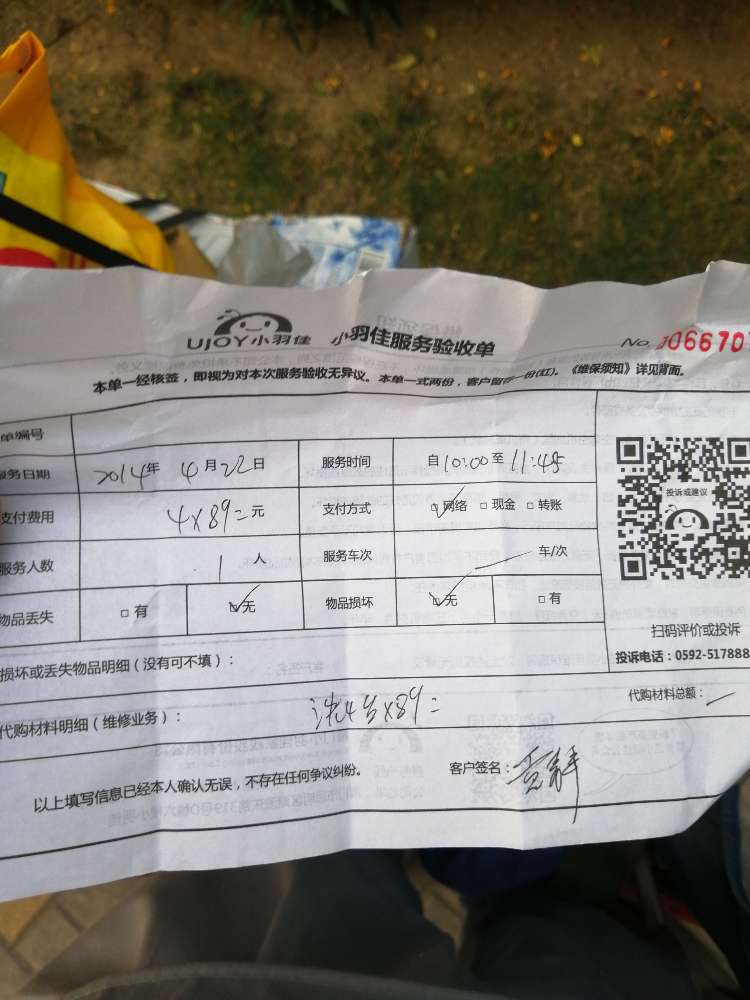 UJOY小羽佳 小羽佳服务验收单 No. 066707
本单一经核签，即视为对本次服务验收无异议。本单一式两份，客户留存一份(红)。《维保须知》详见背面。
单编号
服务日期 2014年 4月22日 服务时间 自10:00至11:45
支付费用 4×89= 元 支付方式 网络 现金 转账
投诉或建议
服务人数 1 人 服务车次 车/次
物品丢失 有 无 物品损坏 无 有
扫码评价或投诉
损坏或丢失物品明细（没有可不填）：
投诉电话：0592-517888
代购材料明细（维修业务）： 洗4台×89= 代购材料总额：
以上填写信息已经本人确认无误，不存在任何争议纠纷。 客户签名：